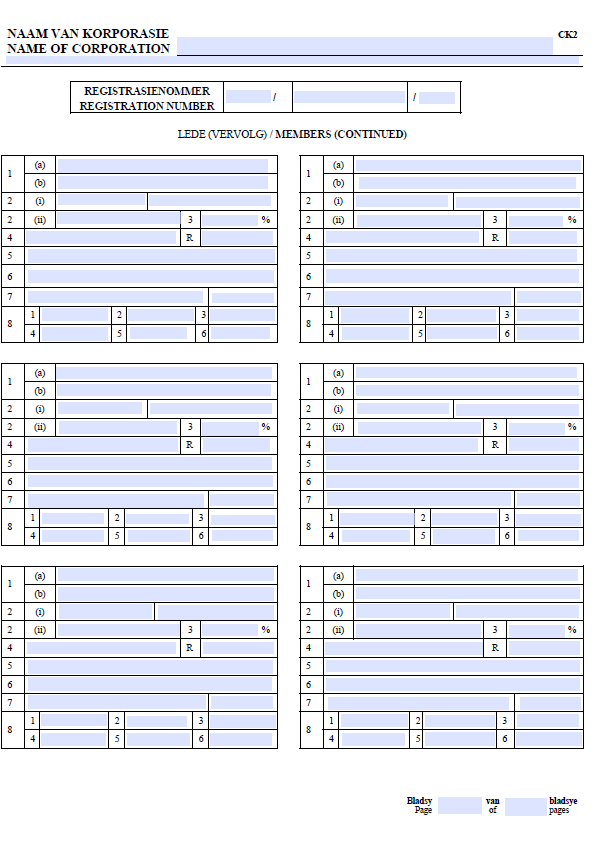 NAAM VAN KORPORASIE
CK2
NAME OF CORPORATION
REGISTRASIENOMMER
REGISTRATION NUMBER / /
LEDE (VERVOLG) / MEMBERS (CONTINUED)
1 (a)
(b)
2 (i)
2 (ii) 3 %
4 R
5
6
7
8 1 2 3
4 5 6
1 (a)
(b)
2 (i)
2 (ii) 3 %
4 R
5
6
7
8 1 2 3
4 5 6
1 (a)
(b)
2 (i)
2 (ii) 3 %
4 R
5
6
7
8 1 2 3
4 5 6
1 (a)
(b)
2 (i)
2 (ii) 3 %
4 R
5
6
7
8 1 2 3
4 5 6
1 (a)
(b)
2 (i)
2 (ii) 3 %
4 R
5
6
7
8 1 2 3
4 5 6
1 (a)
(b)
2 (i)
2 (ii) 3 %
4 R
5
6
7
8 1 2 3
4 5 6
Bladsy van bladsye
Page of pages